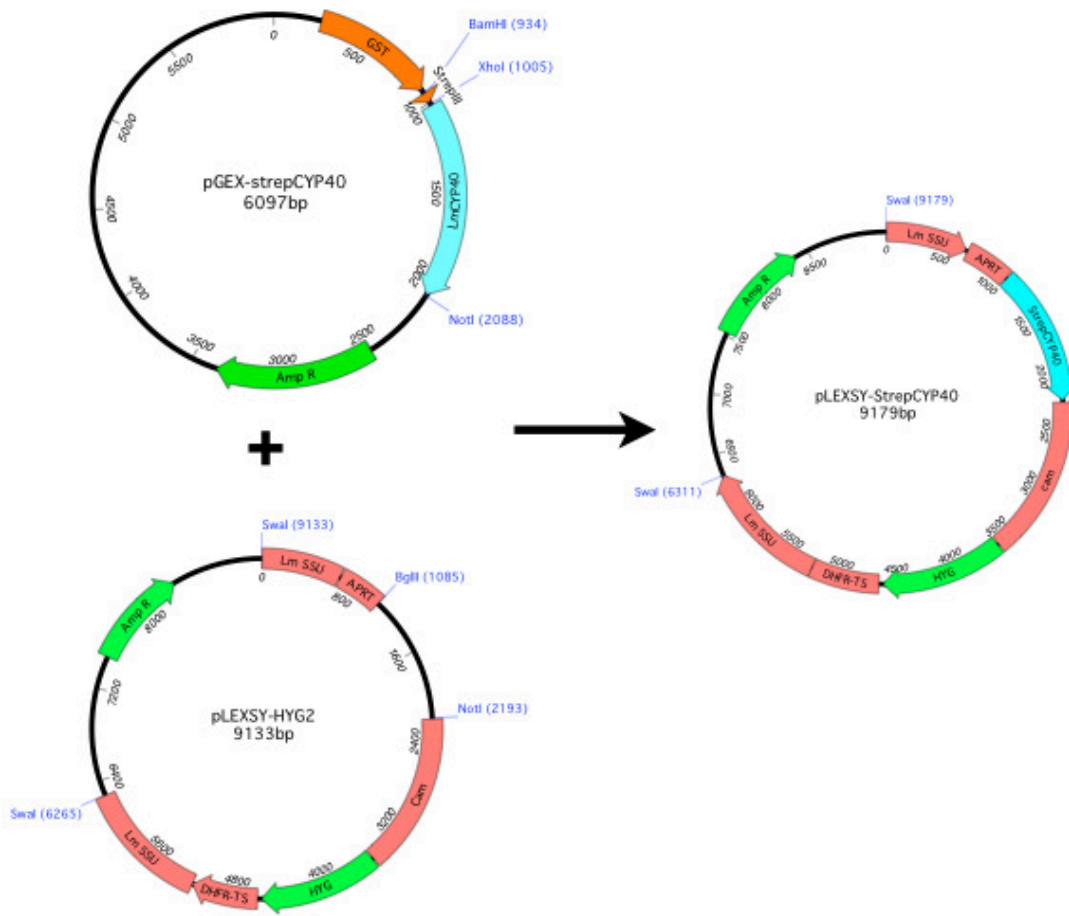 BamHI (934)
XhoI (1005)
StrepIII
GST
0
500
1000
1500
2000
2500
3000
3500
4000
4500
5000
5500
LmCYP40
pGEX-strepCYP40
6097bp
NotI (2088)
Amp R
+
SwaI (9133)
0
Lm SSU
APRT
BglII (1085)
800
1600
NotI (2193)
2400
Cam
3200
HYG
4000
DHFR-TS
4800
Lm SSU
5600
SwaI (6265)
6400
7200
Amp R
8000
pLEXSY-HYG2
9133bp
SwaI (9179)
0
Lm SSU
500
APRT
1000
StrepCYP40
1500
2000
2500
cam
3000
3500
HYG
4000
4500
DHFR-TS
5000
5500
Lm SSU
6000
SwaI (6311)
7000
7500
Amp R
8000
8500
pLEXSY-StrepCYP40
9179bp